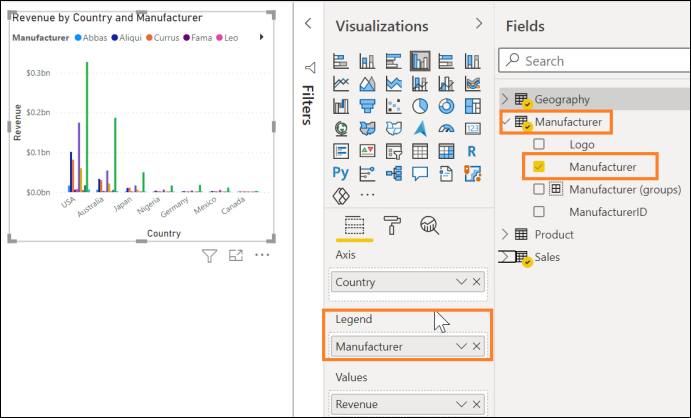 Revenue by Country and Manufacturer
Manufacturer Abbas Aliqui Currus Fama Leo
$0.3bn
$0.2bn
$0.1bn
$0.0bn
Revenue
USA
Australia
Japan
Nigeria
Germany
Mexico
Canada
Country
Filters
Visualizations
123
R
Py
Axis
Country
Legend
Manufacturer
Values
Revenue
Fields
Search
Geography
Manufacturer
Logo
Manufacturer
Manufacturer (groups)
ManufacturerID
Product
Sales